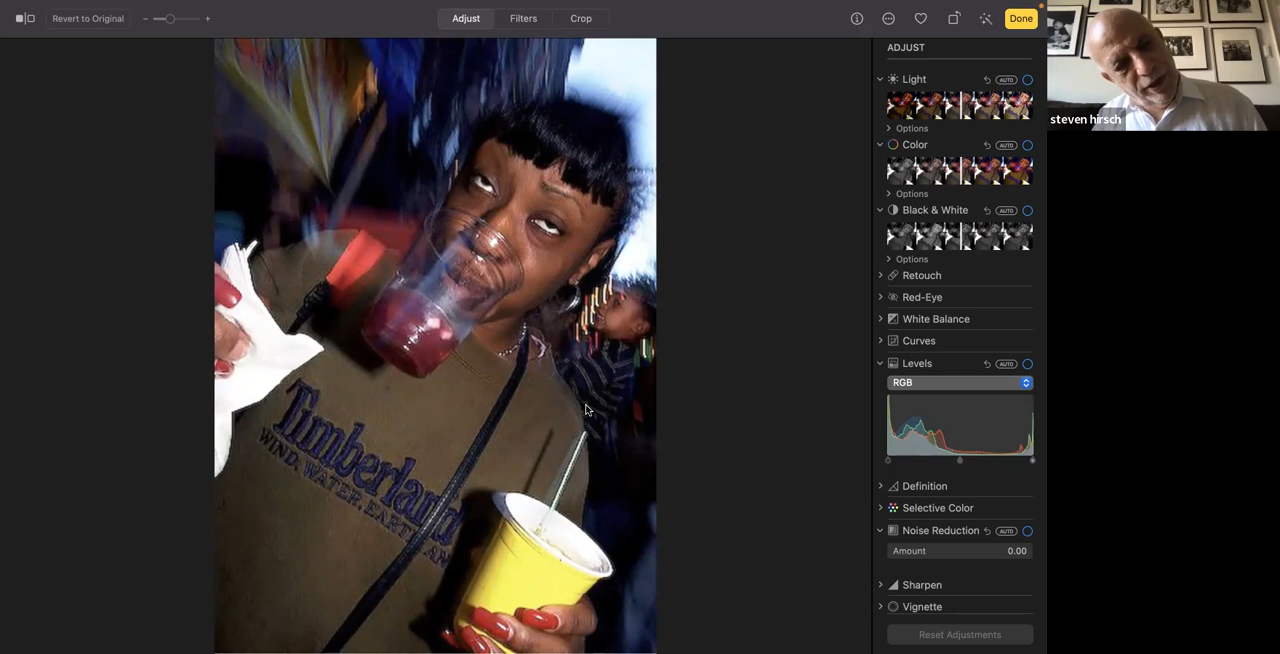 Revert to Original
Adjust
Filters
Crop
Done
ADJUST
Light
AUTO
Options
Color
AUTO
Options
Black & White
AUTO
Options
Retouch
Red-Eye
White Balance
Curves
Levels
AUTO
RGB
Definition
Selective Color
Noise Reduction
AUTO
Amount 0.00
Sharpen
Vignette
Reset Adjustments
steven hirsch
Timberland
WIND, WATER, EARTH AN